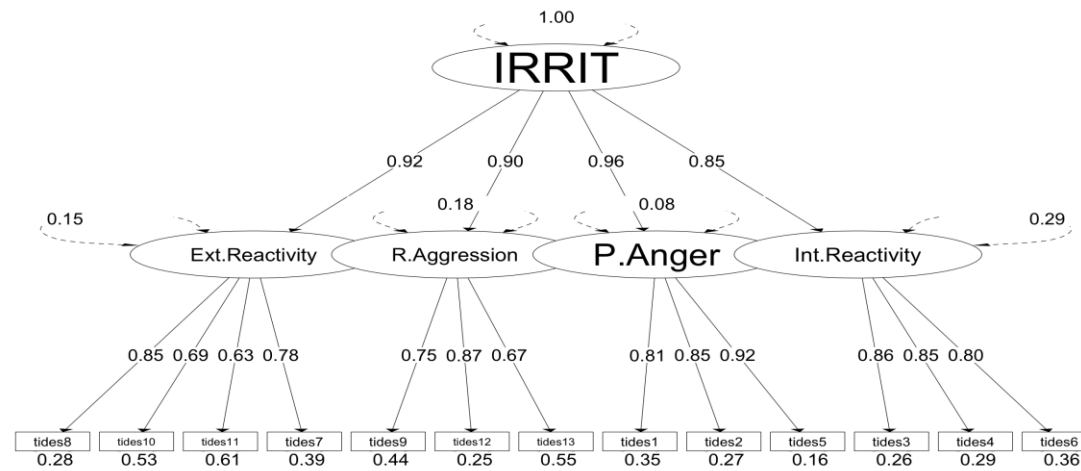 1.00
IRRIT
0.92 0.90 0.96 0.85
0.15 0.18 0.08 0.29
Ext.Reactivity R.Aggression P.Anger Int.Reactivity
0.85 0.69 0.63 0.78 0.75 0.87 0.67 0.81 0.85 0.92 0.86 0.85 0.80
tides8 tides10 tides11 tides7 tides9 tides12 tides13 tides1 tides2 tides5 tides3 tides4 tides6
0.28 0.53 0.61 0.39 0.44 0.25 0.55 0.35 0.27 0.16 0.26 0.29 0.36